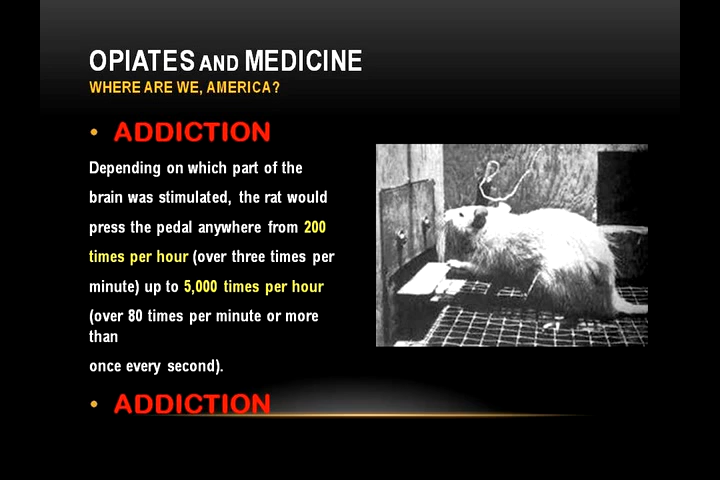 OPIATES AND MEDICINE
WHERE ARE WE, AMERICA?
• ADDICTION
Depending on which part of the
brain was stimulated, the rat would
press the pedal anywhere from 200
times per hour (over three times per
minute) up to 5,000 times per hour
(over 80 times per minute or more
than
once every second).
• ADDICTION